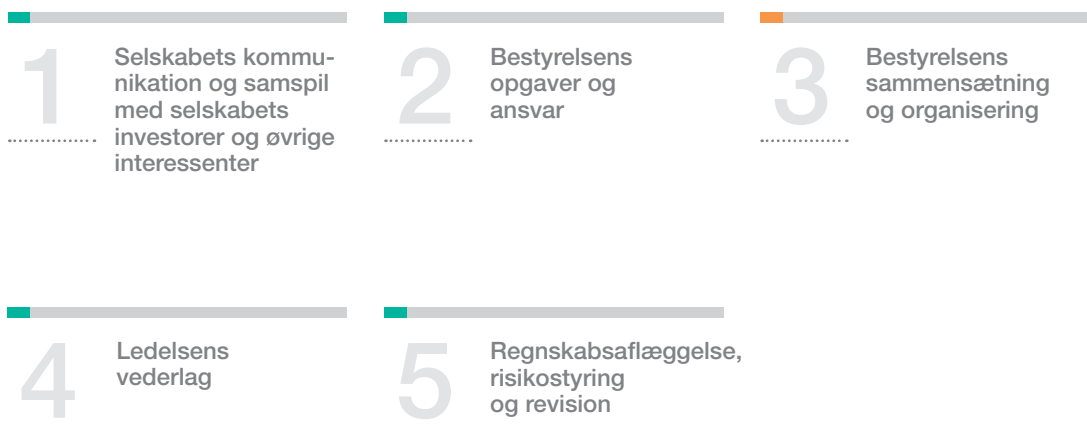 1
Selskabets kommu-
nikation og samspil
med selskabets
investorer og øvrige
interessenter
2
Bestyrelsens
opgaver og
ansvar
3
Bestyrelsens
sammensætning
og organisering
4
Ledelsens
vederlag
5
Regnskabsaflæggelse,
risikostyring
og revision